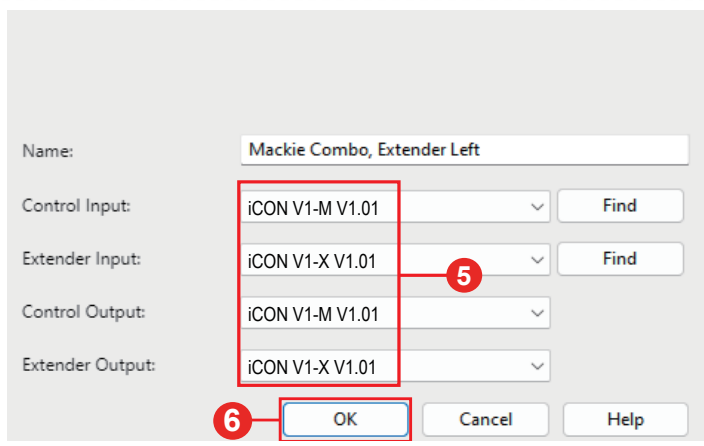 Name: Mackie Combo, Extender Left
Control Input: iCON V1-M V1.01 Find
Extender Input: iCON V1-X V1.01 Find
5
Control Output: iCON V1-M V1.01
Extender Output: iCON V1-X V1.01
6 OK Cancel Help